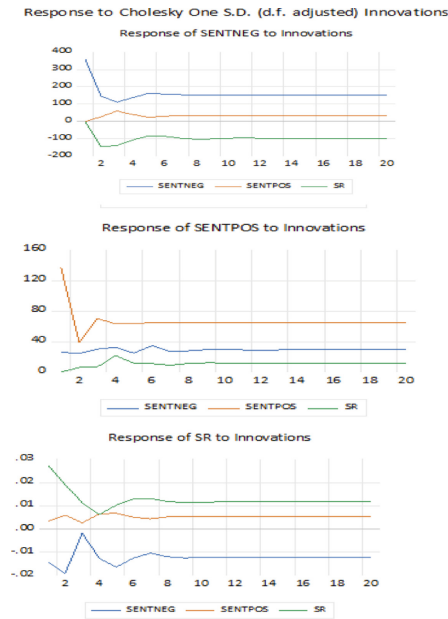 Response to Cholesky One S.D. (d.f. adjusted) Innovations
Response of SENTNEG to Innovations
400
300
200
100
0
-100
-200
2 4 6 8 10 12 14 16 18 20
SENTNEG SENTPOS SR
Response of SENTPOS to Innovations
160
120
80
40
0
2 4 6 8 10 12 14 16 18 20
SENTNEG SENTPOS SR
Response of SR to Innovations
.03
.02
.01
.00
-.01
-.02
2 4 6 8 10 12 14 16 18 20
SENTNEG SENTPOS SR